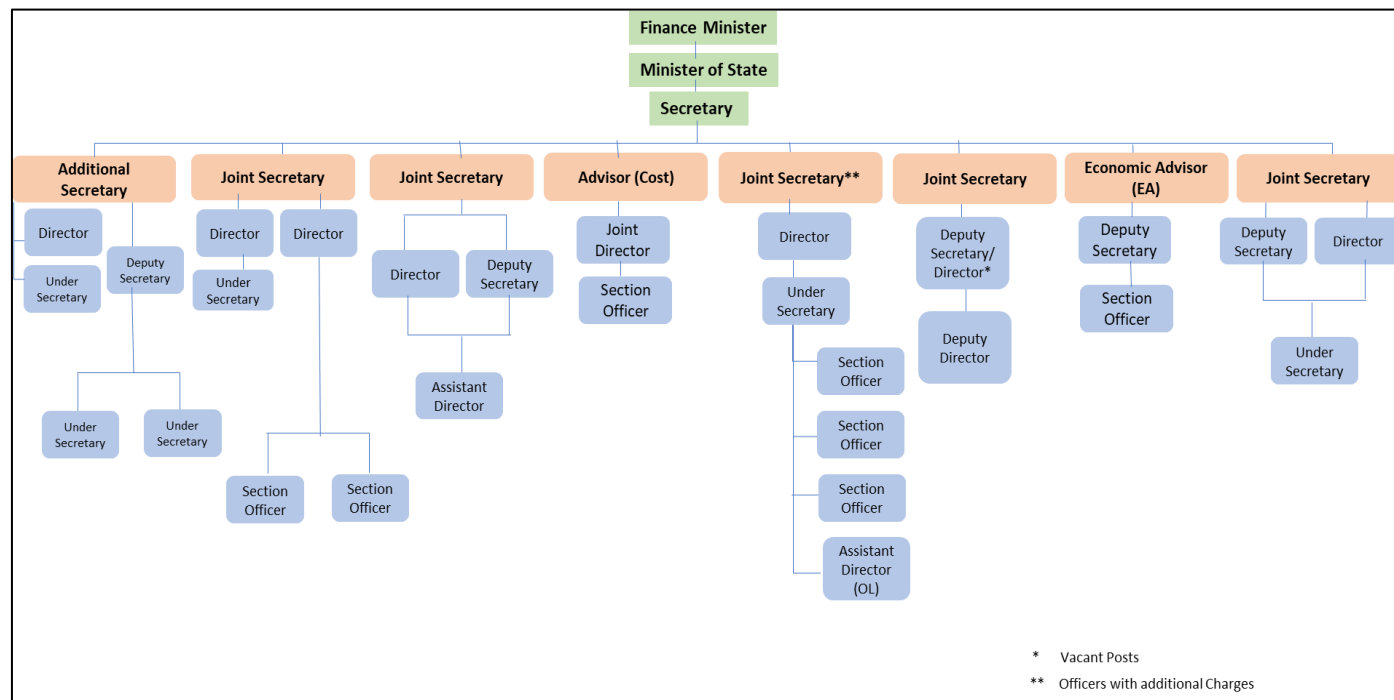 Finance Minister
Minister of State
Secretary
Additional
Secretary
Joint Secretary
Joint Secretary
Advisor (Cost)
Joint Secretary**
Joint Secretary
Economic Advisor
(EA)
Joint Secretary
Director
Under
Secretary
Deputy
Secretary
Under
Secretary
Under
Secretary
Director
Under
Secretary
Director
Section
Officer
Section
Officer
Director
Deputy
Secretary
Assistant
Director
Joint
Director
Section
Officer
Director
Under
Secretary
Section
Officer
Section
Officer
Section
Officer
Assistant
Director
(OL)
Deputy
Secretary/
Director*
Deputy
Director
Deputy
Secretary
Section
Officer
Deputy
Secretary
Director
Under
Secretary
* Vacant Posts
** Officers with additional Charges